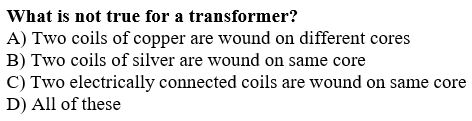 What is not true for a transformer?
A) Two coils of copper are wound on different cores
B) Two coils of silver are wound on same core
C) Two electrically connected coils are wound on same core
D) All of these